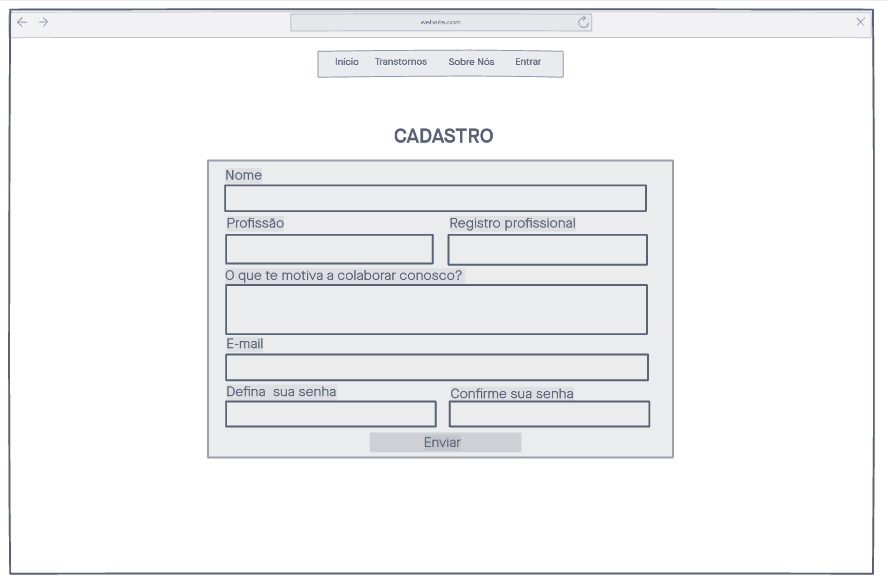 website.com
Início Transtornos Sobre Nós Entrar
CADASTRO
Nome
Profissão Registro profissional
O que te motiva a colaborar conosco?
E-mail
Defina sua senha Confirme sua senha
Enviar